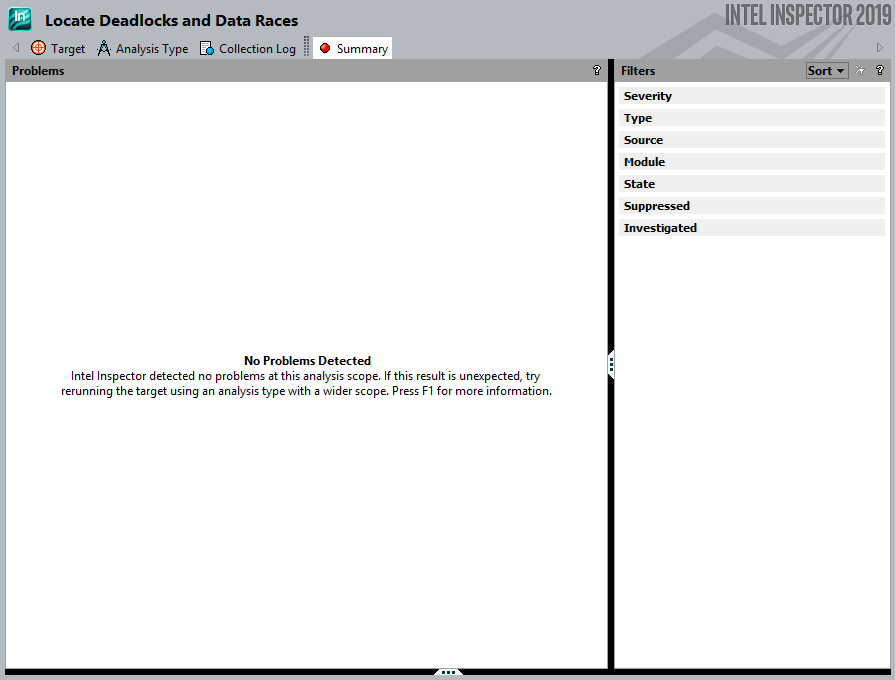 In
Locate Deadlocks and Data Races
INTEL INSPECTOR 2019
Target
Analysis Type
Collection Log
Summary
Problems
?
Filters
Sort
?
Severity
Type
Source
Module
State
Suppressed
Investigated
No Problems Detected
Intel Inspector detected no problems at this analysis scope. If this result is unexpected, try
rerunning the target using an analysis type with a wider scope. Press F1 for more information.